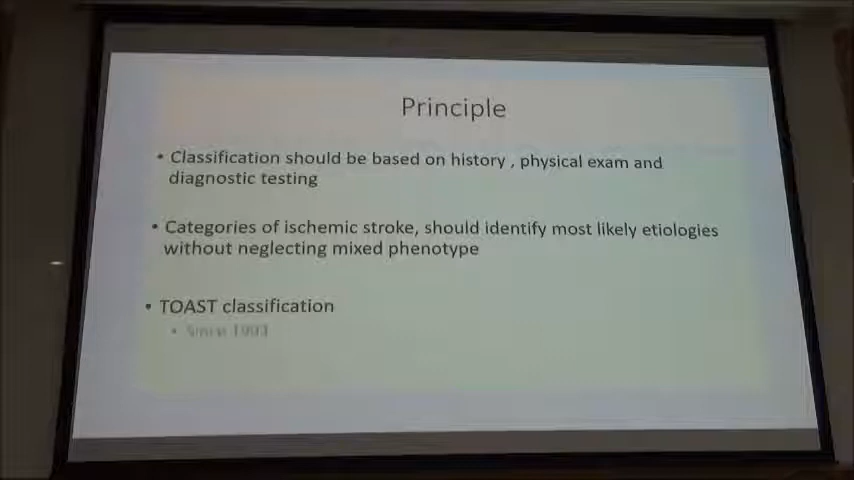 Principle
• Classification should be based on history , physical exam and
diagnostic testing
• Categories of ischemic stroke, should identify most likely etiologies
without neglecting mixed phenotype
• TOAST classification
• Since 1993